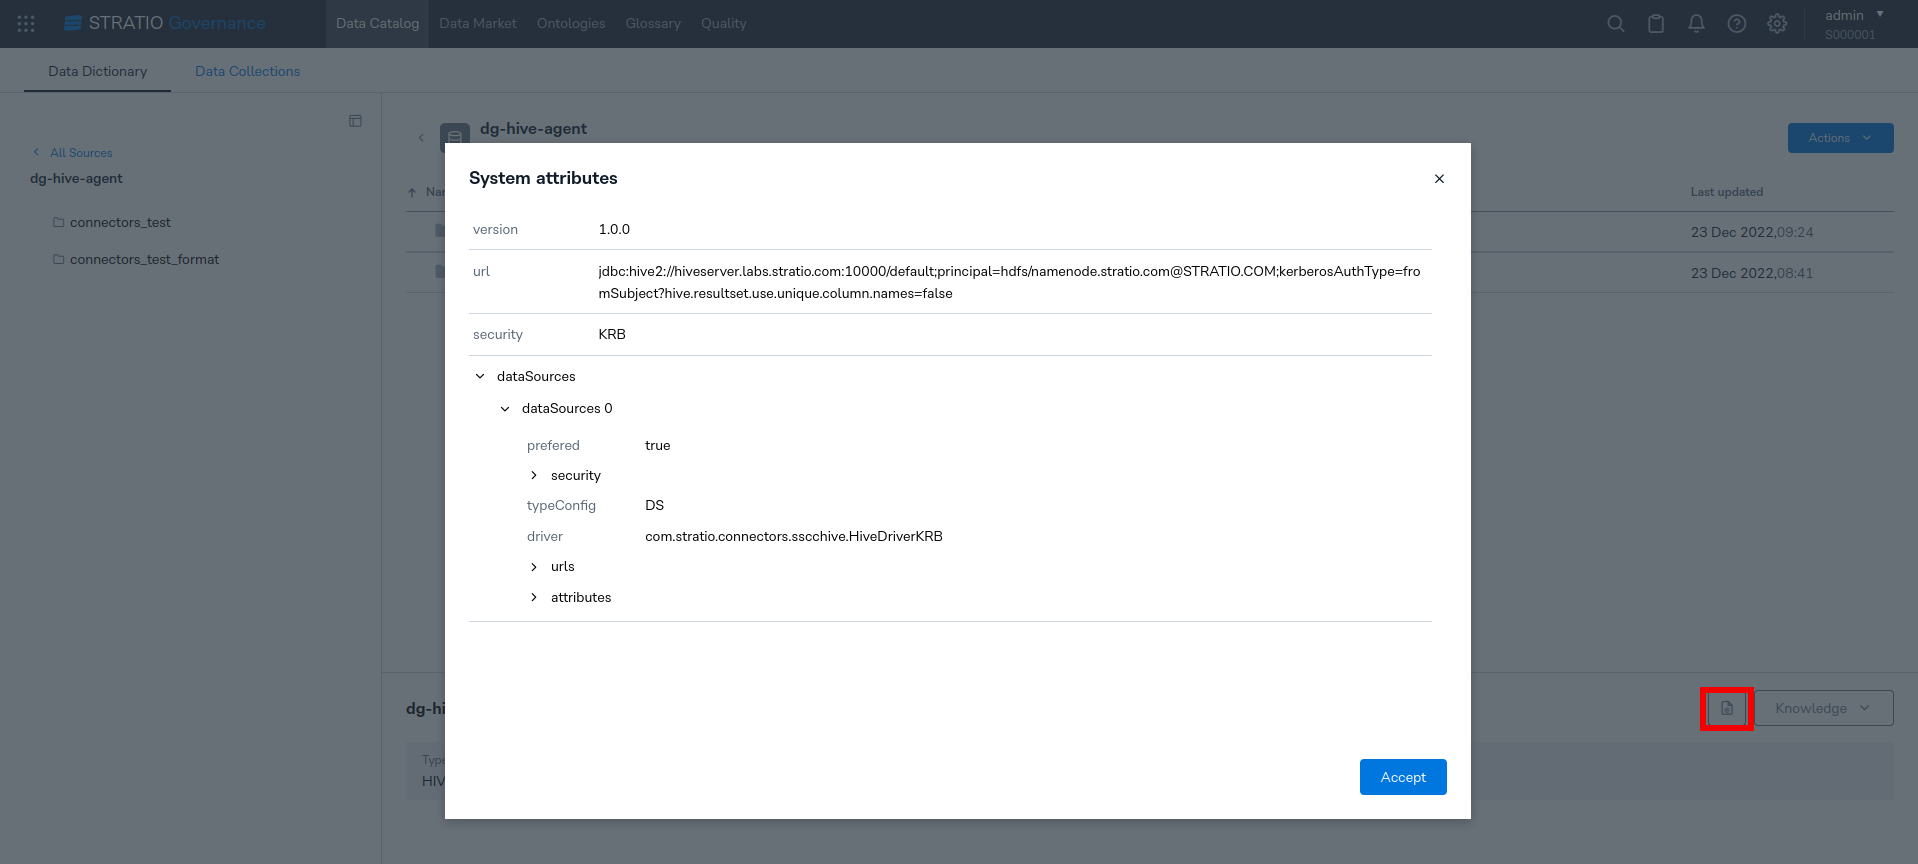 STRATIO Governance
Data Catalog
Data Market
Ontologies
Glossary
Quality
admin
S000001
Data Dictionary
Data Collections
All Sources
dg-hive-agent
connectors_test
connectors_test_format
dg-hive-agent
Actions
Last updated
23 Dec 2022,09:24
23 Dec 2022,08:41
System attributes
version 1.0.0
url jdbc:hive2://hiveserver.labs.stratio.com:10000/default;principal=hdfs/namenode.stratio.com@STRATIO.COM;kerberosAuthType=fro
mSubject?hive.resultset.use.unique.column.names=false
security KRB
dataSources
dataSources 0
prefered true
security
typeConfig DS
driver com.stratio.connectors.sscchive.HiveDriverKRB
urls
attributes
Accept
dg-hi
Knowledge
Type
HIV